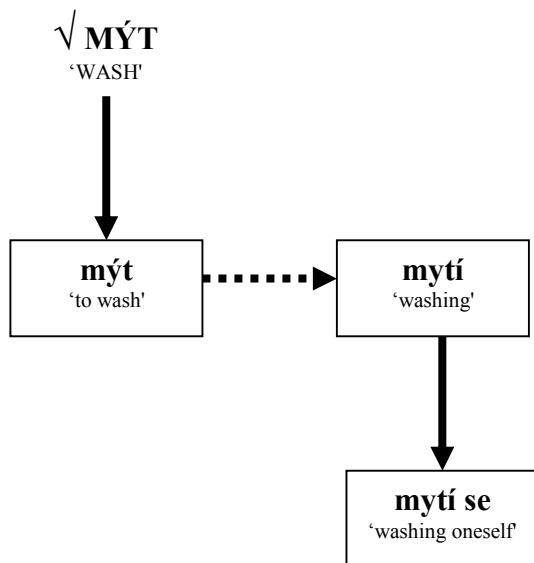 √ MÝT
‘WASH'
mýt
‘to wash'
mytí
‘washing'
mytí se
‘washing oneself'